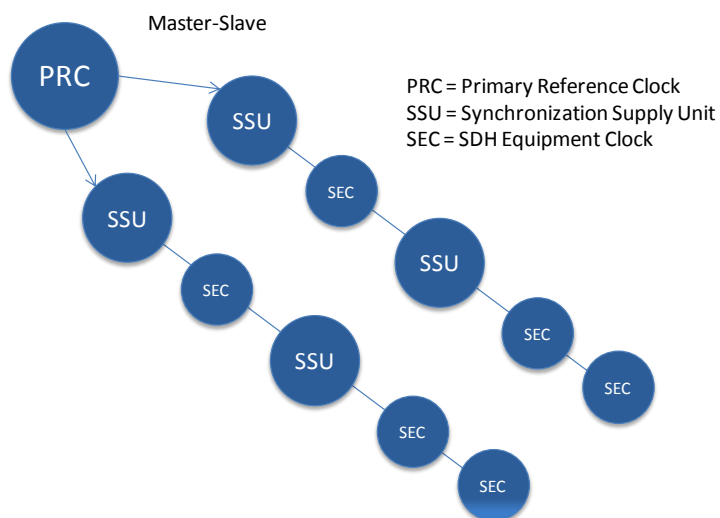 Master-Slave
PRC
PRC = Primary Reference Clock
SSU = Synchronization Supply Unit
SEC = SDH Equipment Clock
SSU
SEC
SSU
SSU
SEC
SEC
SSU
SEC
SEC
SEC